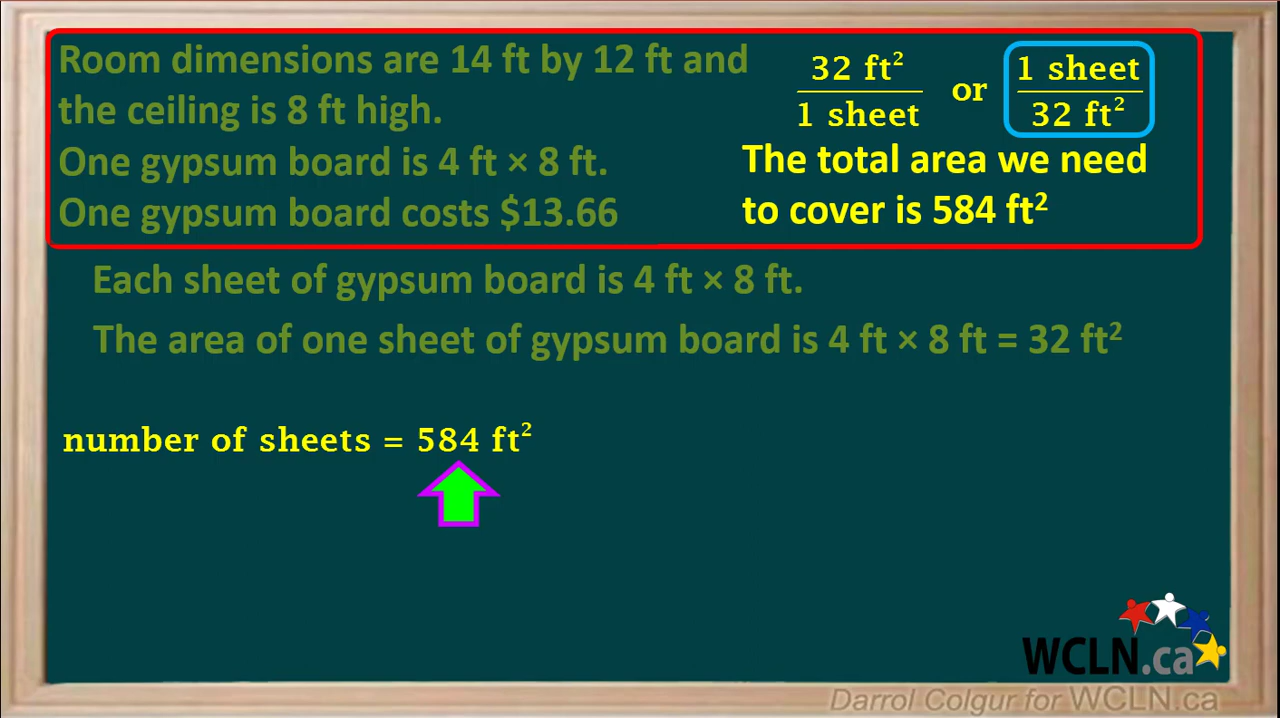 Room dimensions are 14 ft by 12 ft and
the ceiling is 8 ft high.
One gypsum board is 4 ft × 8 ft.
One gypsum board costs $13.66
32 ft²
1 sheet
or
1 sheet
32 ft²
The total area we need
to cover is 584 ft²
Each sheet of gypsum board is 4 ft × 8 ft.
The area of one sheet of gypsum board is 4 ft × 8 ft = 32 ft²
number of sheets = 584 ft²
WCLN.ca
Darrol Colgur for WCLN.ca